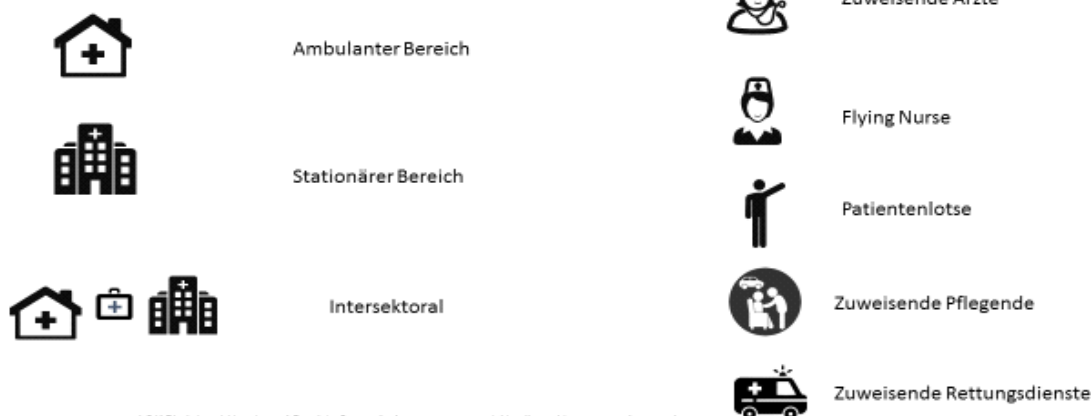 Zuweisende Ärzte
Ambulanter Bereich
Flying Nurse
Stationärer Bereich
Patientenlotse
Intersektoral
Zuweisende Pflegende
Zuweisende Rettungsdienste